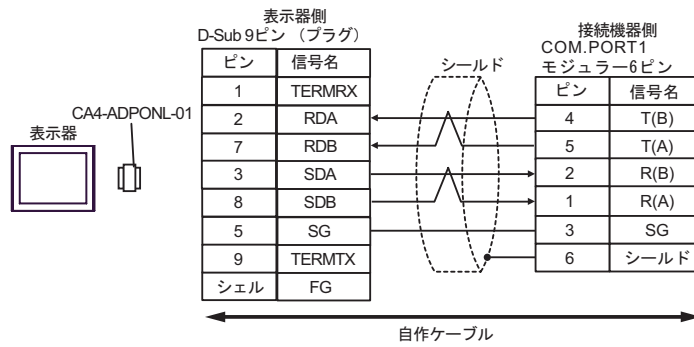 表示器側
D-Sub 9ピン （プラグ）
接続機器側
COM.PORT1
モジュラー6ピン
シールド
CA4-ADPONL-01
表示器
ピン 信号名
1 TERMRX
2 RDA
7 RDB
3 SDA
8 SDB
5 SG
9 TERMTX
シェル FG
ピン 信号名
4 T(B)
5 T(A)
2 R(B)
1 R(A)
3 SG
6 シールド
自作ケーブル